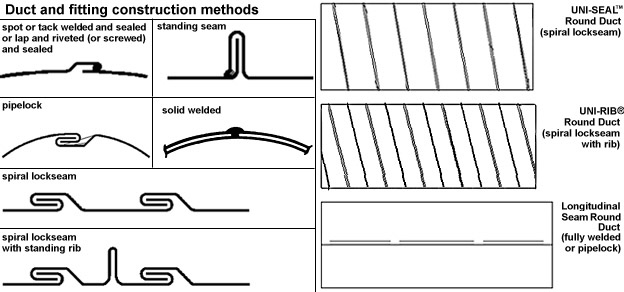 Duct and fitting construction methods
spot or tack welded and sealed
or lap and riveted (or screwed)
and sealed
standing seam
pipelock
solid welded
spiral lockseam
spiral lockseam
with standing rib
UNI-SEAL™
Round Duct
(spiral lockseam)
UNI-RIB®
Round Duct
(spiral lockseam
with rib)
Longitudinal
Seam Round
Duct
(fully welded
or pipelock)